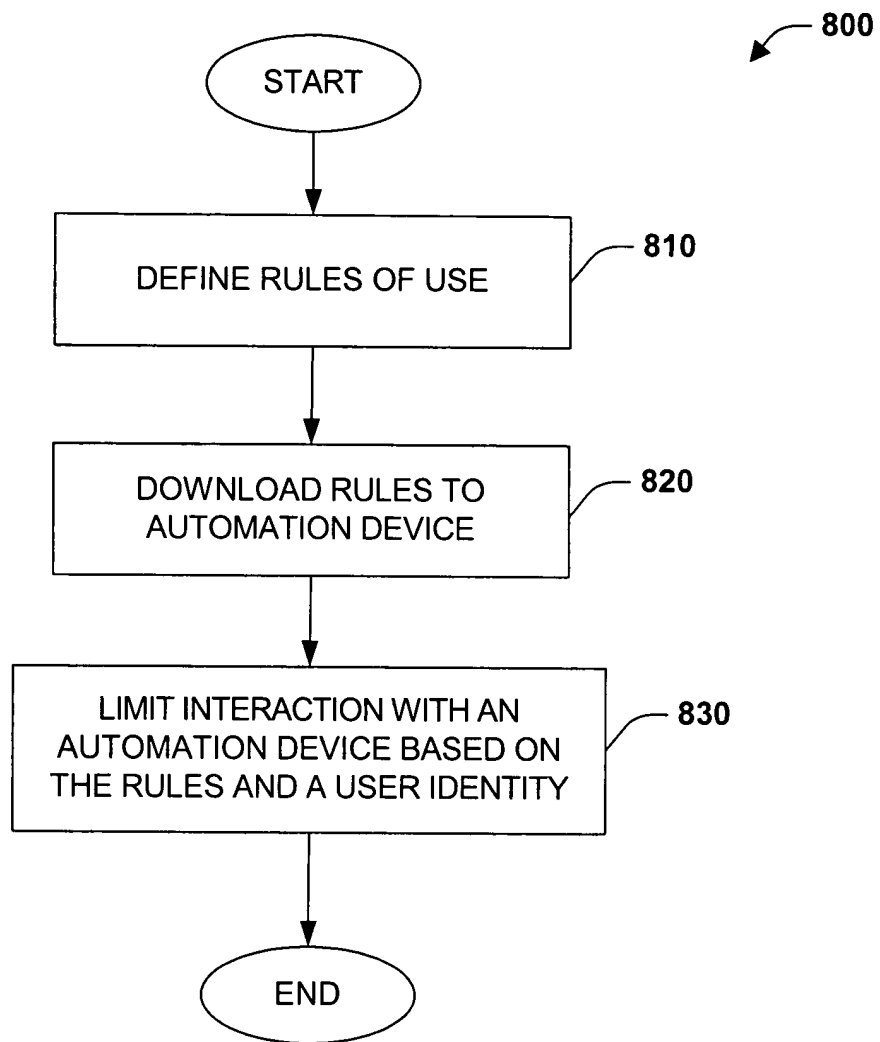 800
START
DEFINE RULES OF USE
810
DOWNLOAD RULES TO
AUTOMATION DEVICE
820
LIMIT INTERACTION WITH AN
AUTOMATION DEVICE BASED ON
THE RULES AND A USER IDENTITY
830
END